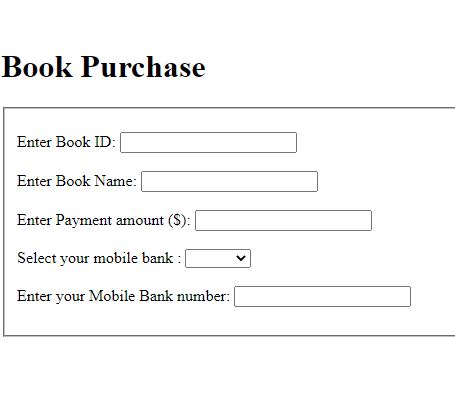 Book Purchase
Enter Book ID:
Enter Book Name:
Enter Payment amount ($):
Select your mobile bank :
Enter your Mobile Bank number: